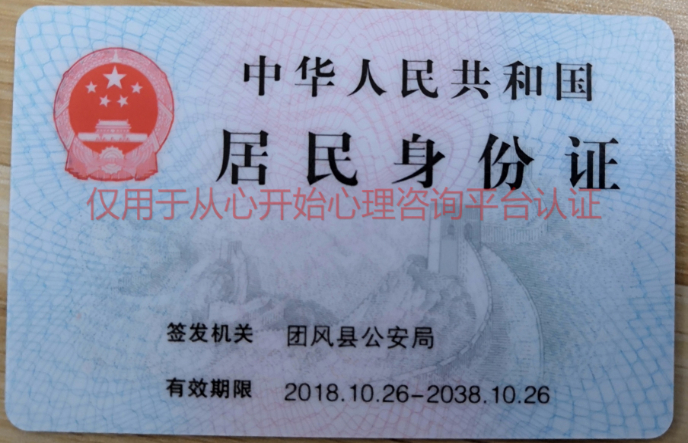 中华人民共和国
居民身份证
仅用于从心开始心理咨询平台认证
签发机关 团风县公安局
有效期限 2018.10.26-2038.10.26